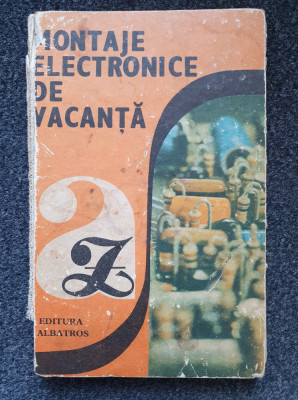 MONTAJE
ELECTRONICE
DE
VACANȚĂ
a
Z
EDITURA
ALBATROS